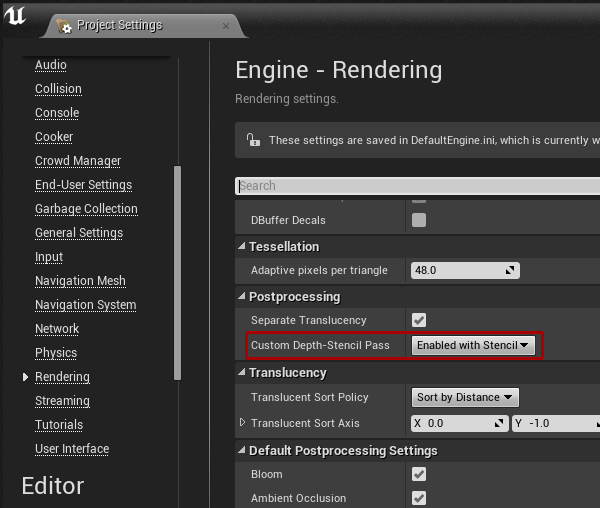 Project Settings
Audio
Collision
Console
Cooker
Crowd Manager
End-User Settings
Garbage Collection
General Settings
Input
Navigation Mesh
Navigation System
Network
Physics
Rendering
Streaming
Tutorials
User Interface
Editor
Engine - Rendering
Rendering settings.
These settings are saved in DefaultEngine.ini, which is currently w
Search
DBuffer Decals
Tessellation
Adaptive pixels per triangle 48.0
Postprocessing
Separate Translucency
Custom Depth-Stencil Pass Enabled with Stencil
Translucency
Translucent Sort Policy Sort by Distance
Translucent Sort Axis X 0.0 Y -1.0
Default Postprocessing Settings
Bloom
Ambient Occlusion